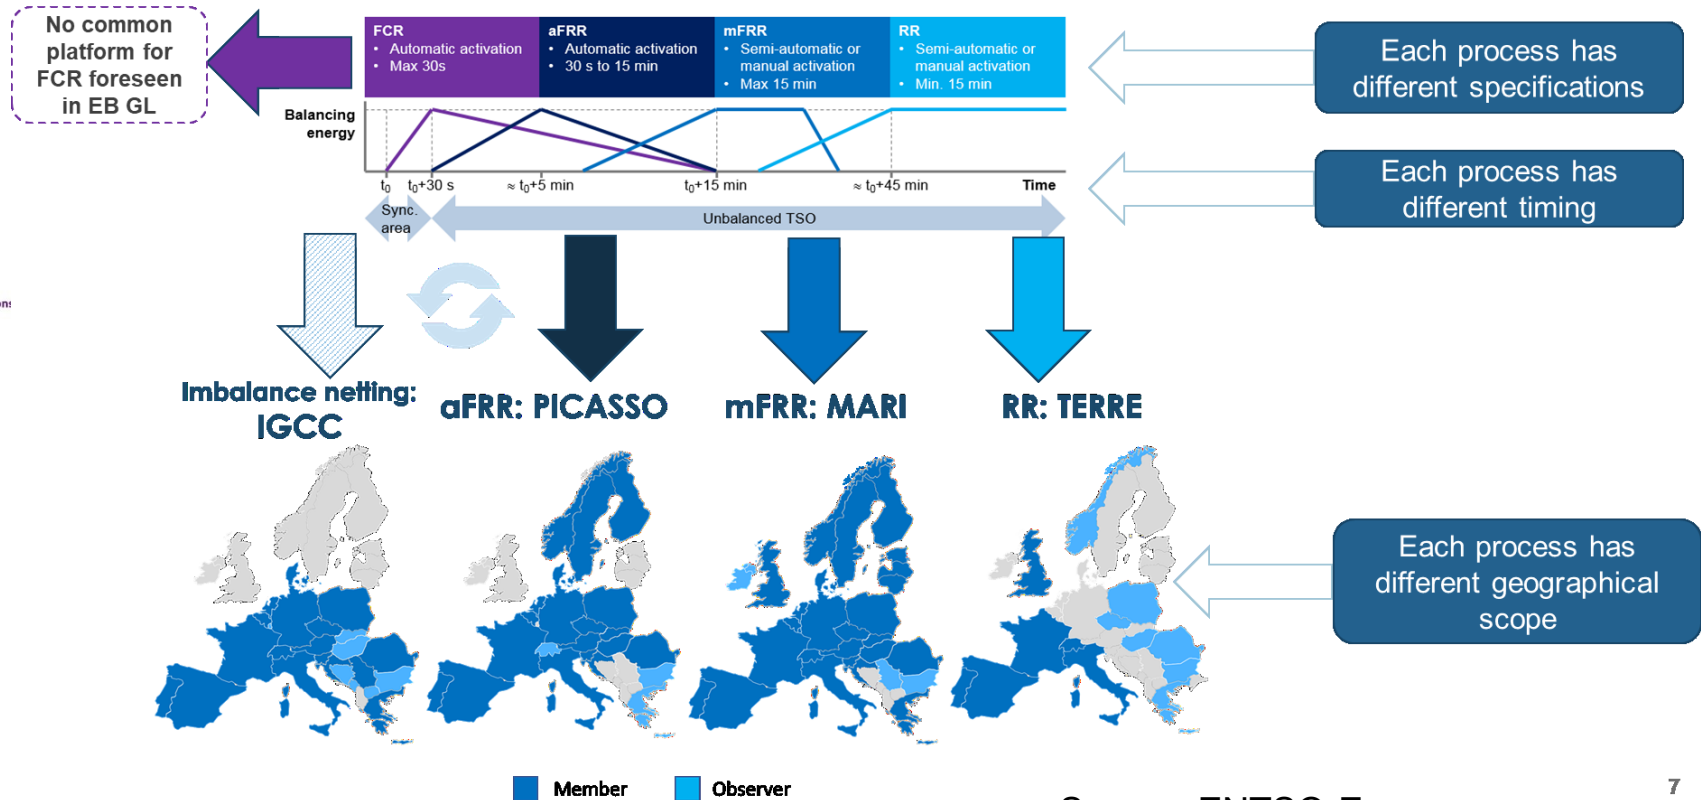 No common
platform for
FCR foreseen
in EB GL
FCR
• Automatic activation
• Max 30s
aFRR
• Automatic activation
• 30 s to 15 min
mFRR
• Semi-automatic or
manual activation
• Max 15 min
RR
• Semi-automatic or
manual activation
• Min. 15 min
Each process has
different specifications
Balancing
energy
t0
t0+30 s
≈ t0+5 min
t0+15 min
≈ t0+45 min
Time
Each process has
different timing
Sync.
area
Unbalanced TSO
Imbalance netting:
IGCC
aFRR: PICASSO
mFRR: MARI
RR: TERRE
Each process has
different geographical
scope
Member
Observer
7